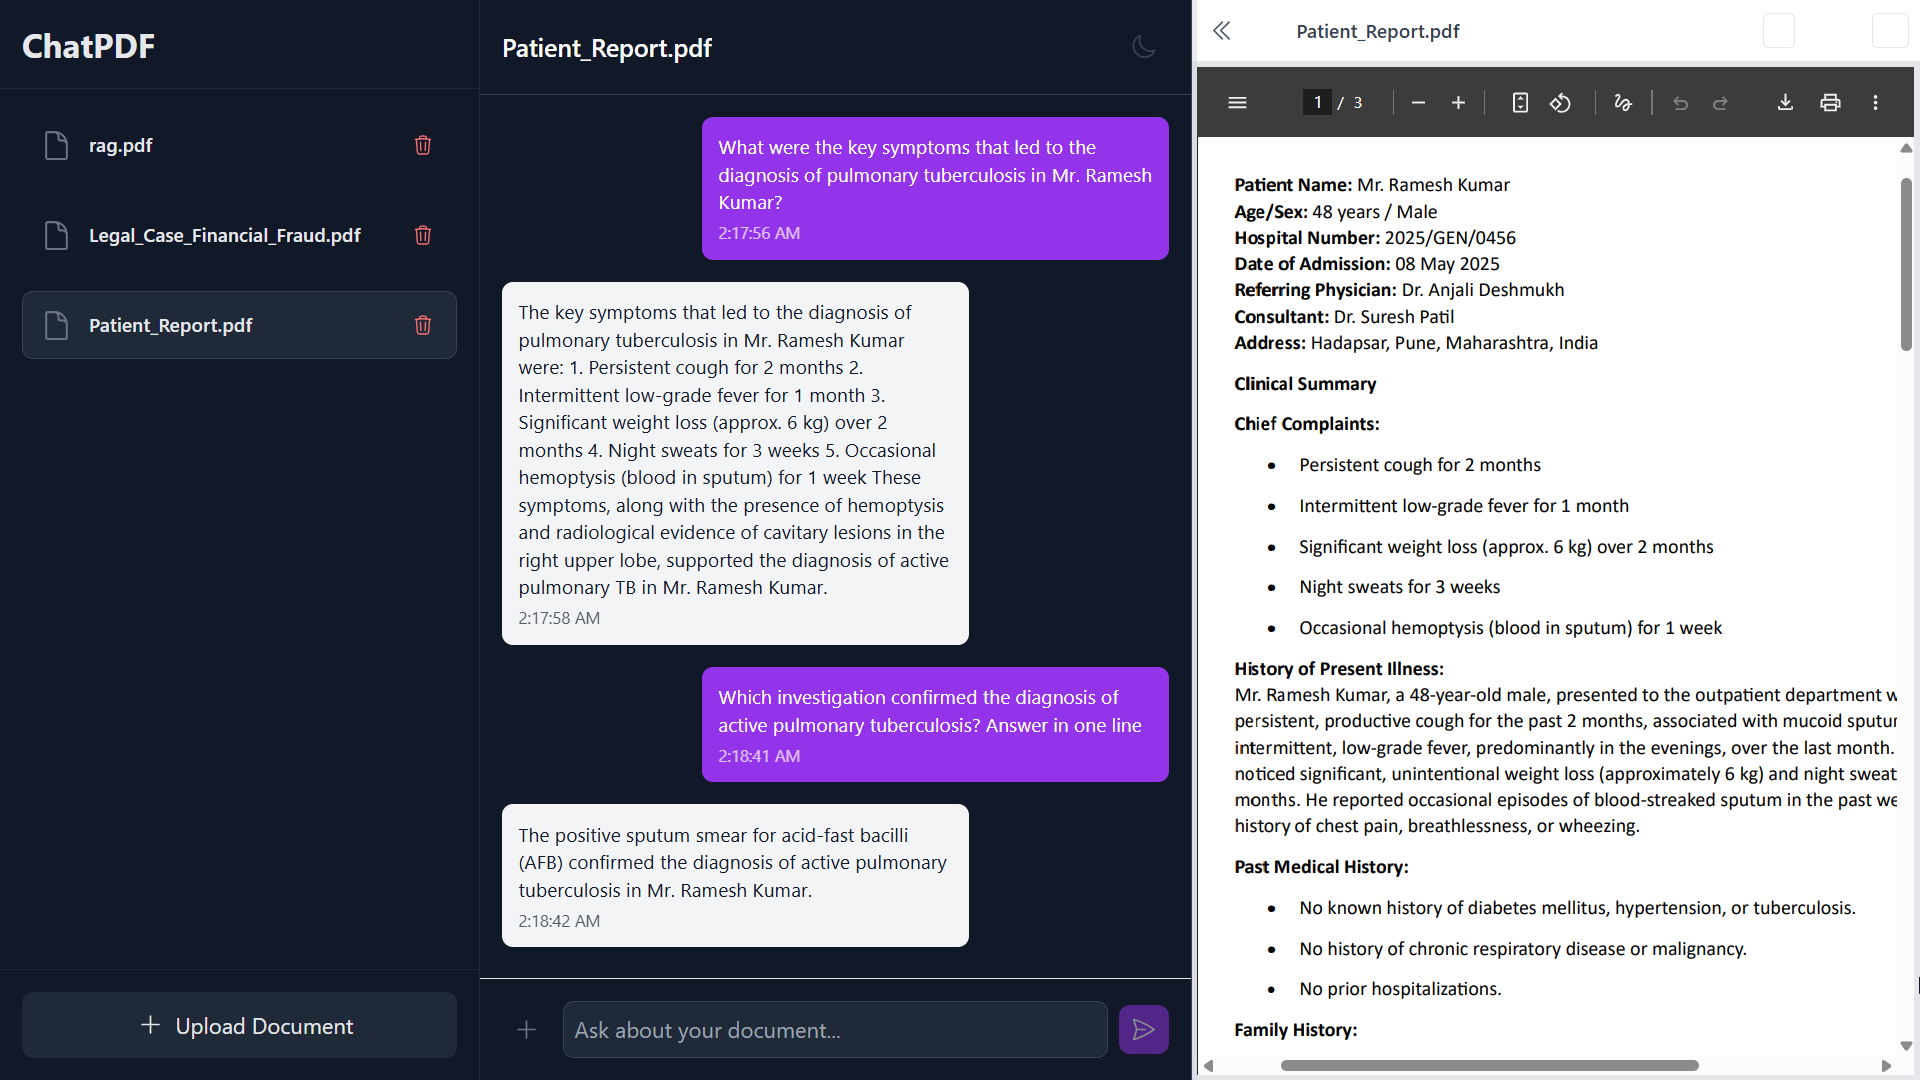 ChatPDF
rag.pdf
Legal_Case_Financial_Fraud.pdf
Patient_Report.pdf
Upload Document
Patient_Report.pdf
What were the key symptoms that led to the
diagnosis of pulmonary tuberculosis in Mr. Ramesh
Kumar?
2:17:56 AM
The key symptoms that led to the diagnosis of
pulmonary tuberculosis in Mr. Ramesh Kumar
were: 1. Persistent cough for 2 months 2.
Intermittent low-grade fever for 1 month 3.
Significant weight loss (approx. 6 kg) over 2
months 4. Night sweats for 3 weeks 5. Occasional
hemoptysis (blood in sputum) for 1 week These
symptoms, along with the presence of hemoptysis
and radiological evidence of cavitary lesions in the
right upper lobe, supported the diagnosis of active
pulmonary TB in Mr. Ramesh Kumar.
2:17:58 AM
Which investigation confirmed the diagnosis of
active pulmonary tuberculosis? Answer in one line
2:18:41 AM
The positive sputum smear for acid-fast bacilli
(AFB) confirmed the diagnosis of active pulmonary
tuberculosis in Mr. Ramesh Kumar.
2:18:42 AM
Ask about your document...
Patient_Report.pdf
1 / 3
Patient Name: Mr. Ramesh Kumar
Age/Sex: 48 years / Male
Hospital Number: 2025/GEN/0456
Date of Admission: 08 May 2025
Referring Physician: Dr. Anjali Deshmukh
Consultant: Dr. Suresh Patil
Address: Hadapsar, Pune, Maharashtra, India
Clinical Summary
Chief Complaints:
• Persistent cough for 2 months
• Intermittent low-grade fever for 1 month
• Significant weight loss (approx. 6 kg) over 2 months
• Night sweats for 3 weeks
• Occasional hemoptysis (blood in sputum) for 1 week
History of Present Illness:
Mr. Ramesh Kumar, a 48-year-old male, presented to the outpatient department
persistent, productive cough for the past 2 months, associated with mucoid
intermittent, low-grade fever, predominantly in the evenings, over the last month.
noticed significant, unintentional weight loss (approximately 6 kg) and night sweat
months. He reported occasional episodes of blood-streaked sputum in the past
history of chest pain, breathlessness, or wheezing.
Past Medical History:
• No known history of diabetes mellitus, hypertension, or tuberculosis.
• No history of chronic respiratory disease or malignancy.
• No prior hospitalizations.
Family History: